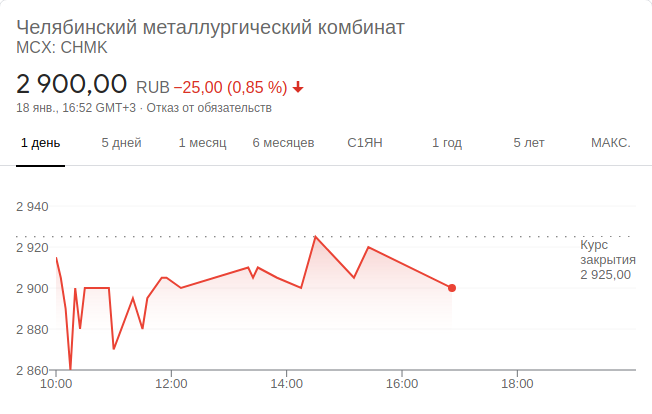 Челябинский металлургический комбинат
MCX: CHMK
2 900,00 RUB −25,00 (0,85 %)
18 янв., 16:52 GMT+3 · Отказ от обязательств
1 день 5 дней 1 месяц 6 месяцев С1ЯН 1 год 5 лет МАКС.
2 940
2 920
2 900
2 880
2 860
Курс
закрытия
2 925,00
10:00 12:00 14:00 16:00 18:00